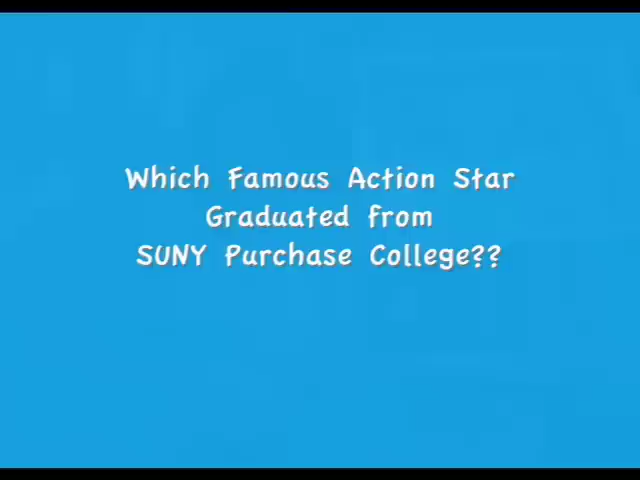 Which Famous Action Star
Graduated from
SUNY Purchase College??